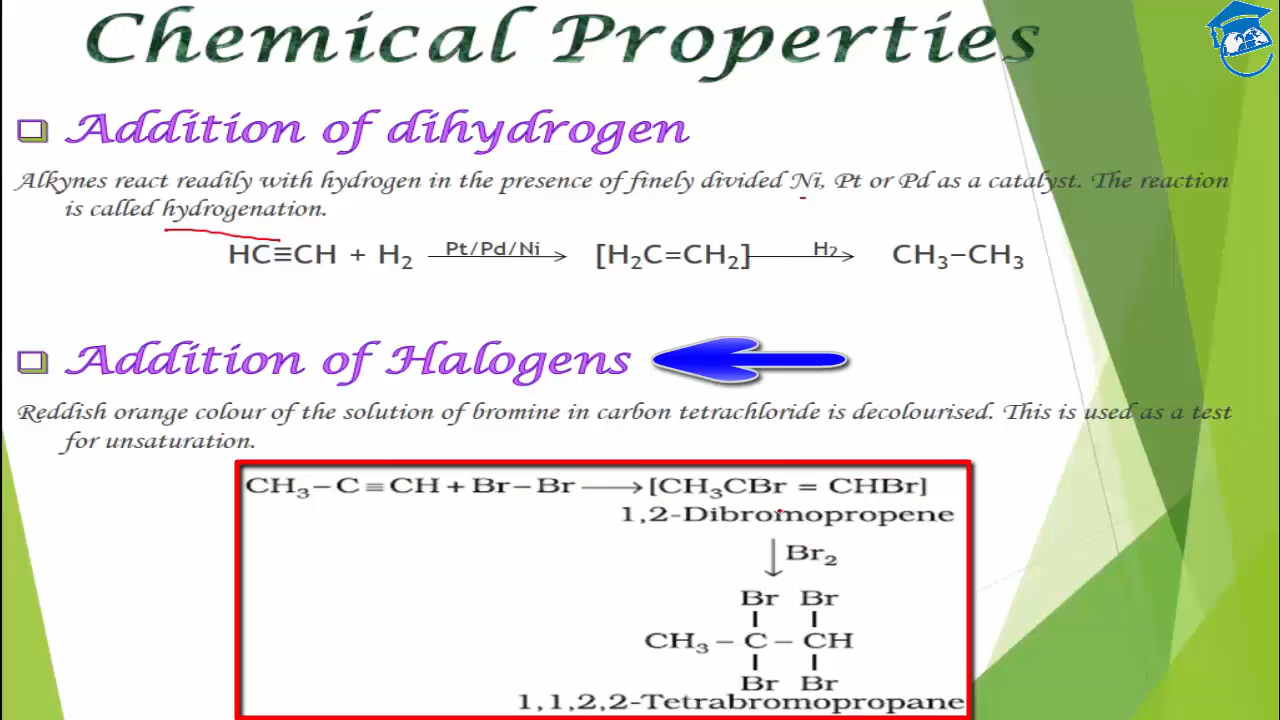 Chemical Properties
Addition of dihydrogen
Alkynes react readily with hydrogen in the presence of finely divided Ni, Pt or Pd as a catalyst. The reaction
is called hydrogenation.
HC≡CH + H₂ Pt/Pd/Ni⟶ [H₂C=CH₂] H₂⟶ CH₃–CH₃
Addition of Halogens
Reddish orange colour of the solution of bromine in carbon tetrachloride is decolourised. This is used as a test
for unsaturation.
CH₃–C≡CH + Br–Br ⟶ [CH₃CBr = CHBr]
1,2-Dibromopropene
↓ Br₂
Br Br
CH₃ – C – CH
Br Br
1,1,2,2-Tetrabromopropane